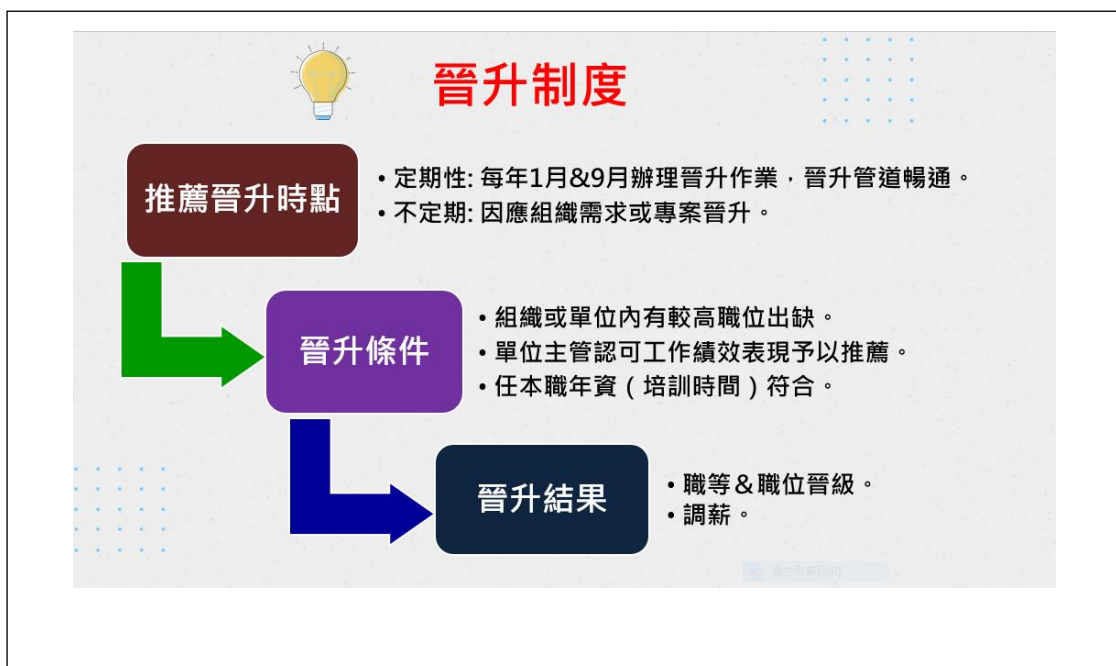 晉升制度
推薦晉升時點
• 定期性: 每年1月&9月辦理晉升作業，晉升管道暢通。
• 不定期: 因應組織需求或專案晉升。
晉升條件
• 組織或單位內有較高職位出缺。
• 單位主管認可工作績效表現予以推薦。
• 任本職年資（培訓時間）符合。
晉升結果
• 職等＆職位晉級。
• 調薪。